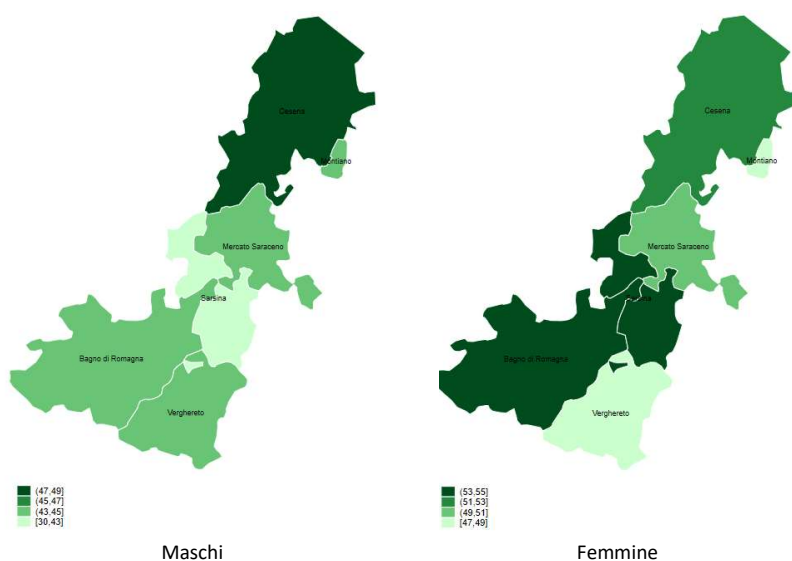 Cesena
Montiano
Mercato Saraceno
Sarsina
Bagno di Romagna
Verghereto
(47,49]
(45,47]
(43,45]
[30,43]
Maschi
Cesena
Montiano
Mercato Saraceno
Sarsina
Bagno di Romagna
Verghereto
(53,55]
(51,53]
(49,51]
[47,49]
Femmine